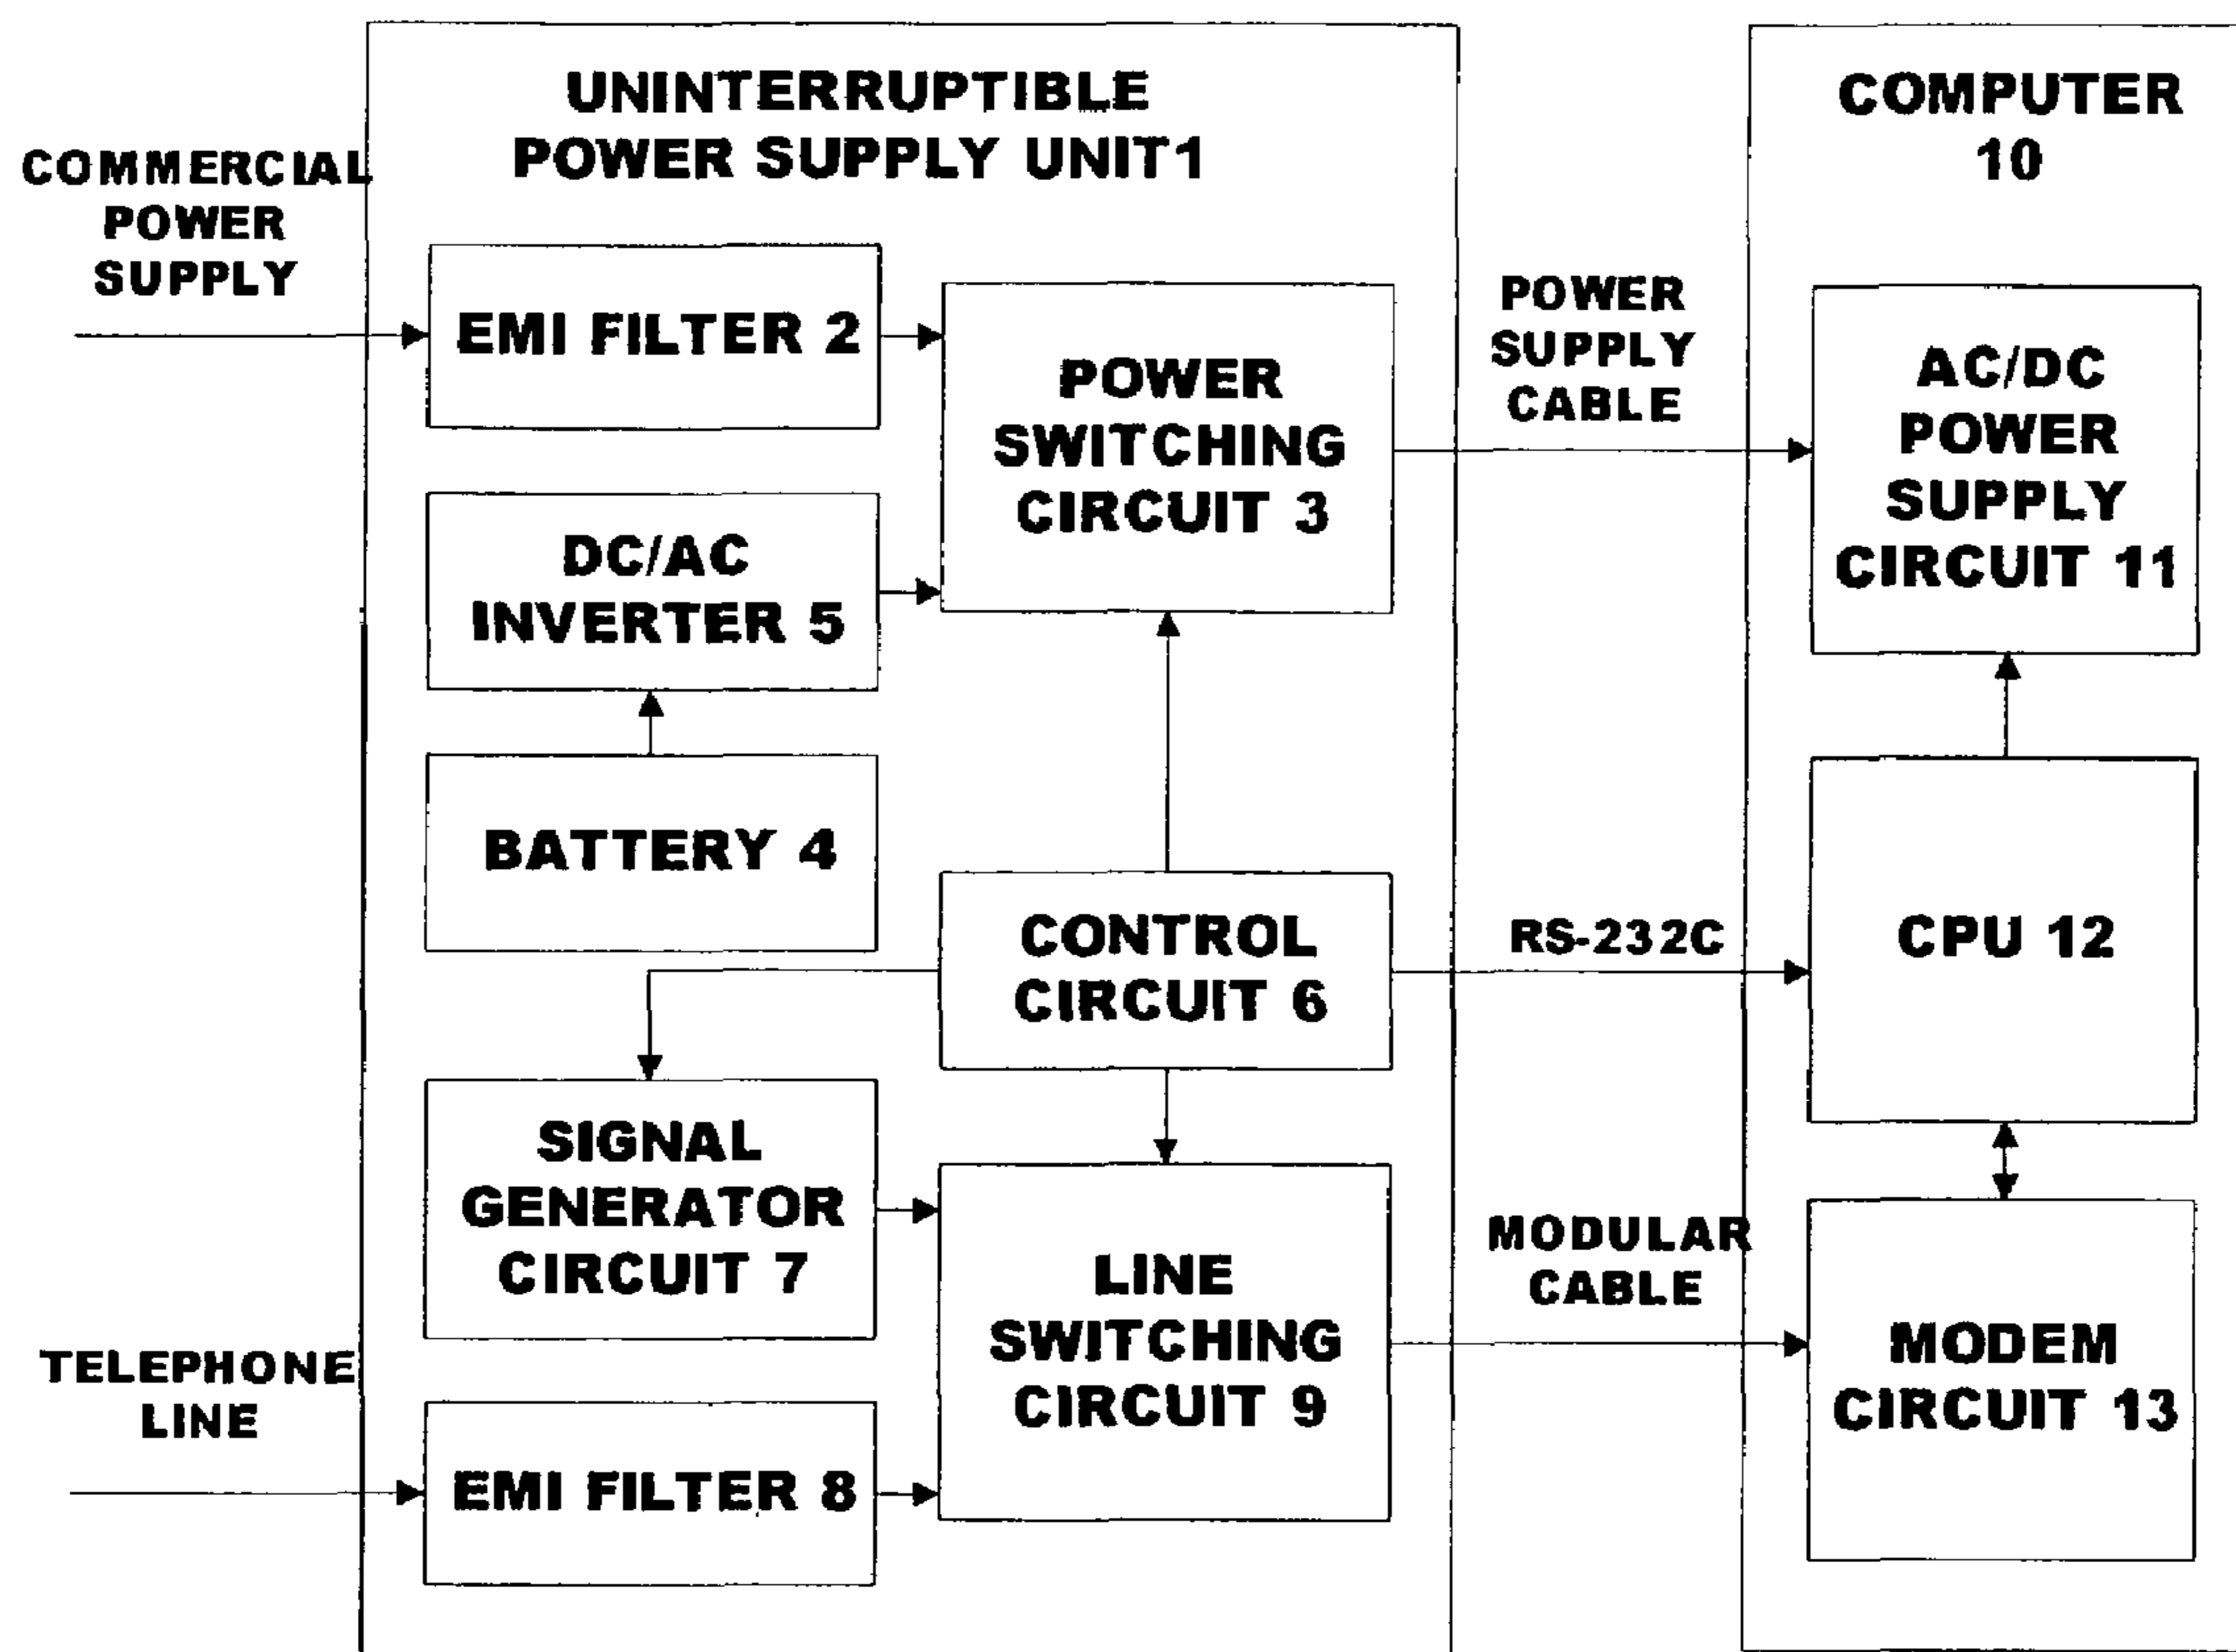 UNINTERRUPTIBLE
POWER SUPPLY UNIT1
COMPUTER
10
COMMERCIAL
POWER
SUPPLY
EMI FILTER 2
POWER
SWITCHING
CIRCUIT 3
POWER
SUPPLY
CABLE
AC/DC
POWER
SUPPLY
CIRCUIT 11
DC/AC
INVERTER 5
BATTERY 4
CONTROL
CIRCUIT 6
RS-232C
CPU 12
SIGNAL
GENERATOR
CIRCUIT 7
LINE
SWITCHING
CIRCUIT 9
MODULAR
CABLE
MODEM
CIRCUIT 13
TELEPHONE
LINE
EMI FILTER 8